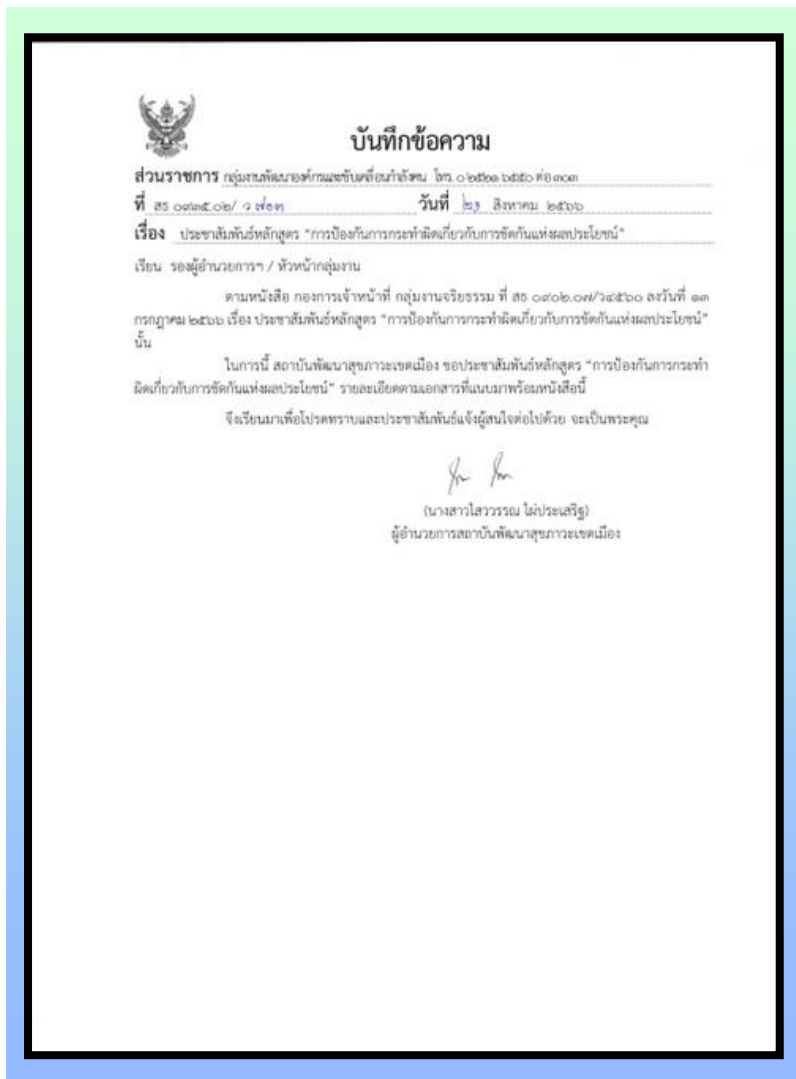 บันทึกข้อความ
ส่วนราชการ กลุ่มงานพัฒนาองค์กรและขับเคลื่อนกำลังคน โทร. ๐ ๒๕๒๑ ๖๕๕๐ ต่อ ๓๐๓
ที่ สธ ๐๙๓๕.๐๒/ ว
วันที่ ๒๑ สิงหาคม ๒๕๖๖
เรื่อง ประชาสัมพันธ์หลักสูตร “การป้องกันการกระทำผิดเกี่ยวกับการขัดกันแห่งผลประโยชน์”
เรียน รองผู้อำนวยการฯ / หัวหน้ากลุ่มงาน
ตามหนังสือ กองการเจ้าหน้าที่ กลุ่มงานจริยธรรม ที่ สธ ๐๙๐๒.๐๗/ว๔๕๖๐ ลงวันที่ ๑๓
กรกฎาคม ๒๕๖๖ เรื่อง ประชาสัมพันธ์หลักสูตร “การป้องกันการกระทำผิดเกี่ยวกับการขัดกันแห่งผลประโยชน์”
นั้น
ในการนี้ สถาบันพัฒนาสุขภาวะเขตเมือง ขอประชาสัมพันธ์หลักสูตร “การป้องกันการกระทำ
ผิดเกี่ยวกับการขัดกันแห่งผลประโยชน์” รายละเอียดตามเอกสารที่แนบมาพร้อมหนังสือนี้
จึงเรียนมาเพื่อโปรดทราบและประชาสัมพันธ์แจ้งผู้สนใจต่อไปด้วย จะเป็นพระคุณ
(นางสาวไสววรรณ ไผ่ประเสริฐ)
ผู้อำนวยการสถาบันพัฒนาสุขภาวะเขตเมือง